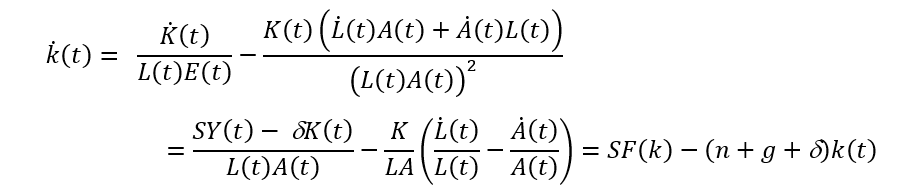 k̇(t) = K̇(t) / L(t)E(t) − K(t) (L̇(t)A(t) + Ȧ(t)L(t)) / (L(t)A(t))²
= SY(t) − δK(t) / L(t)A(t) − K / LA (L̇(t) / L(t) − Ȧ(t) / A(t)) = SF(k) − (n + g + δ)k(t)